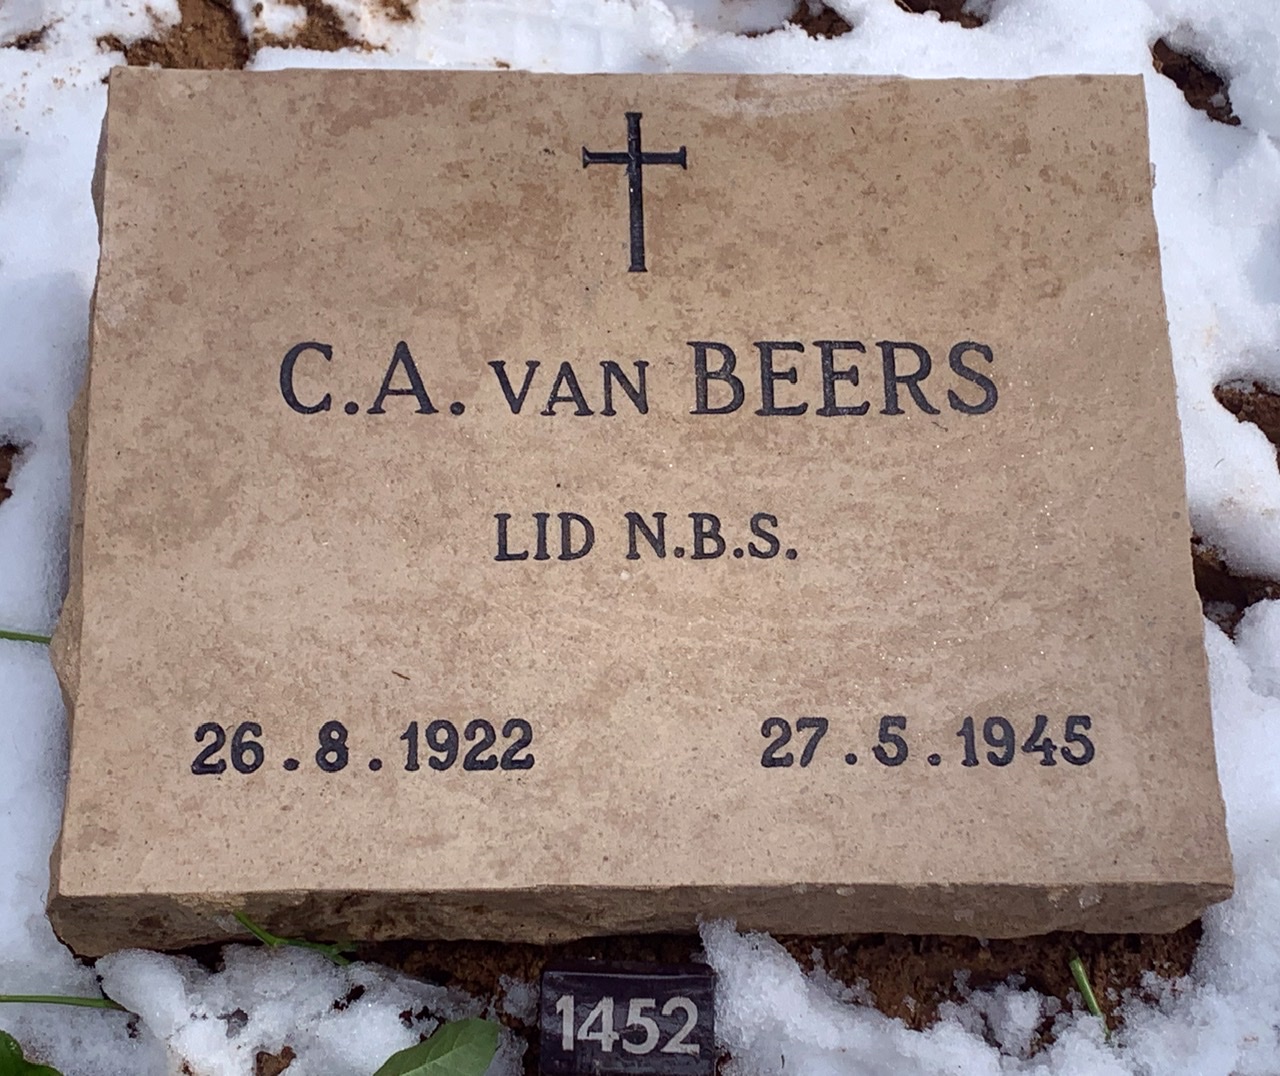 C.A. VAN BEERS
LID N.B.S.
26.8.1922 27.5.1945
1452